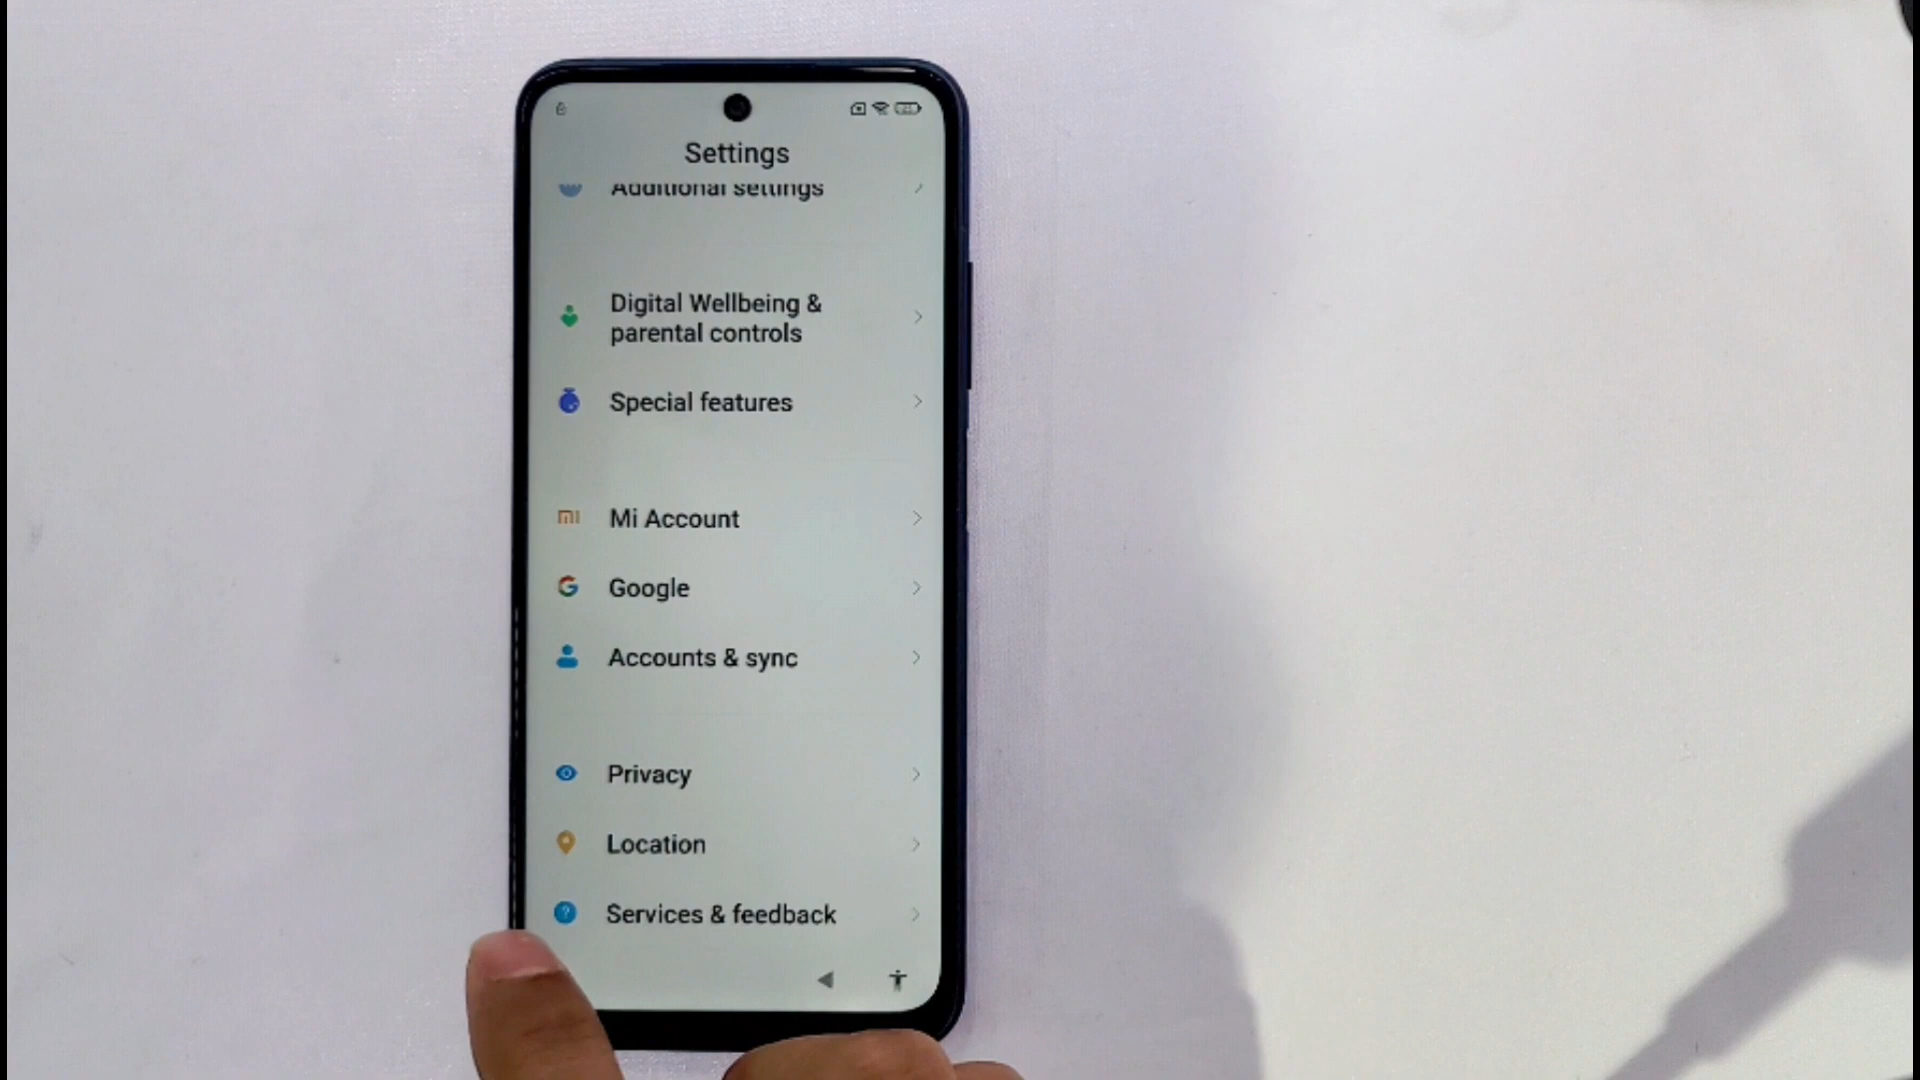 Settings
Additional settings
Digital Wellbeing &
parental controls
Special features
Mi Account
Google
Accounts & sync
Privacy
Location
Services & feedback